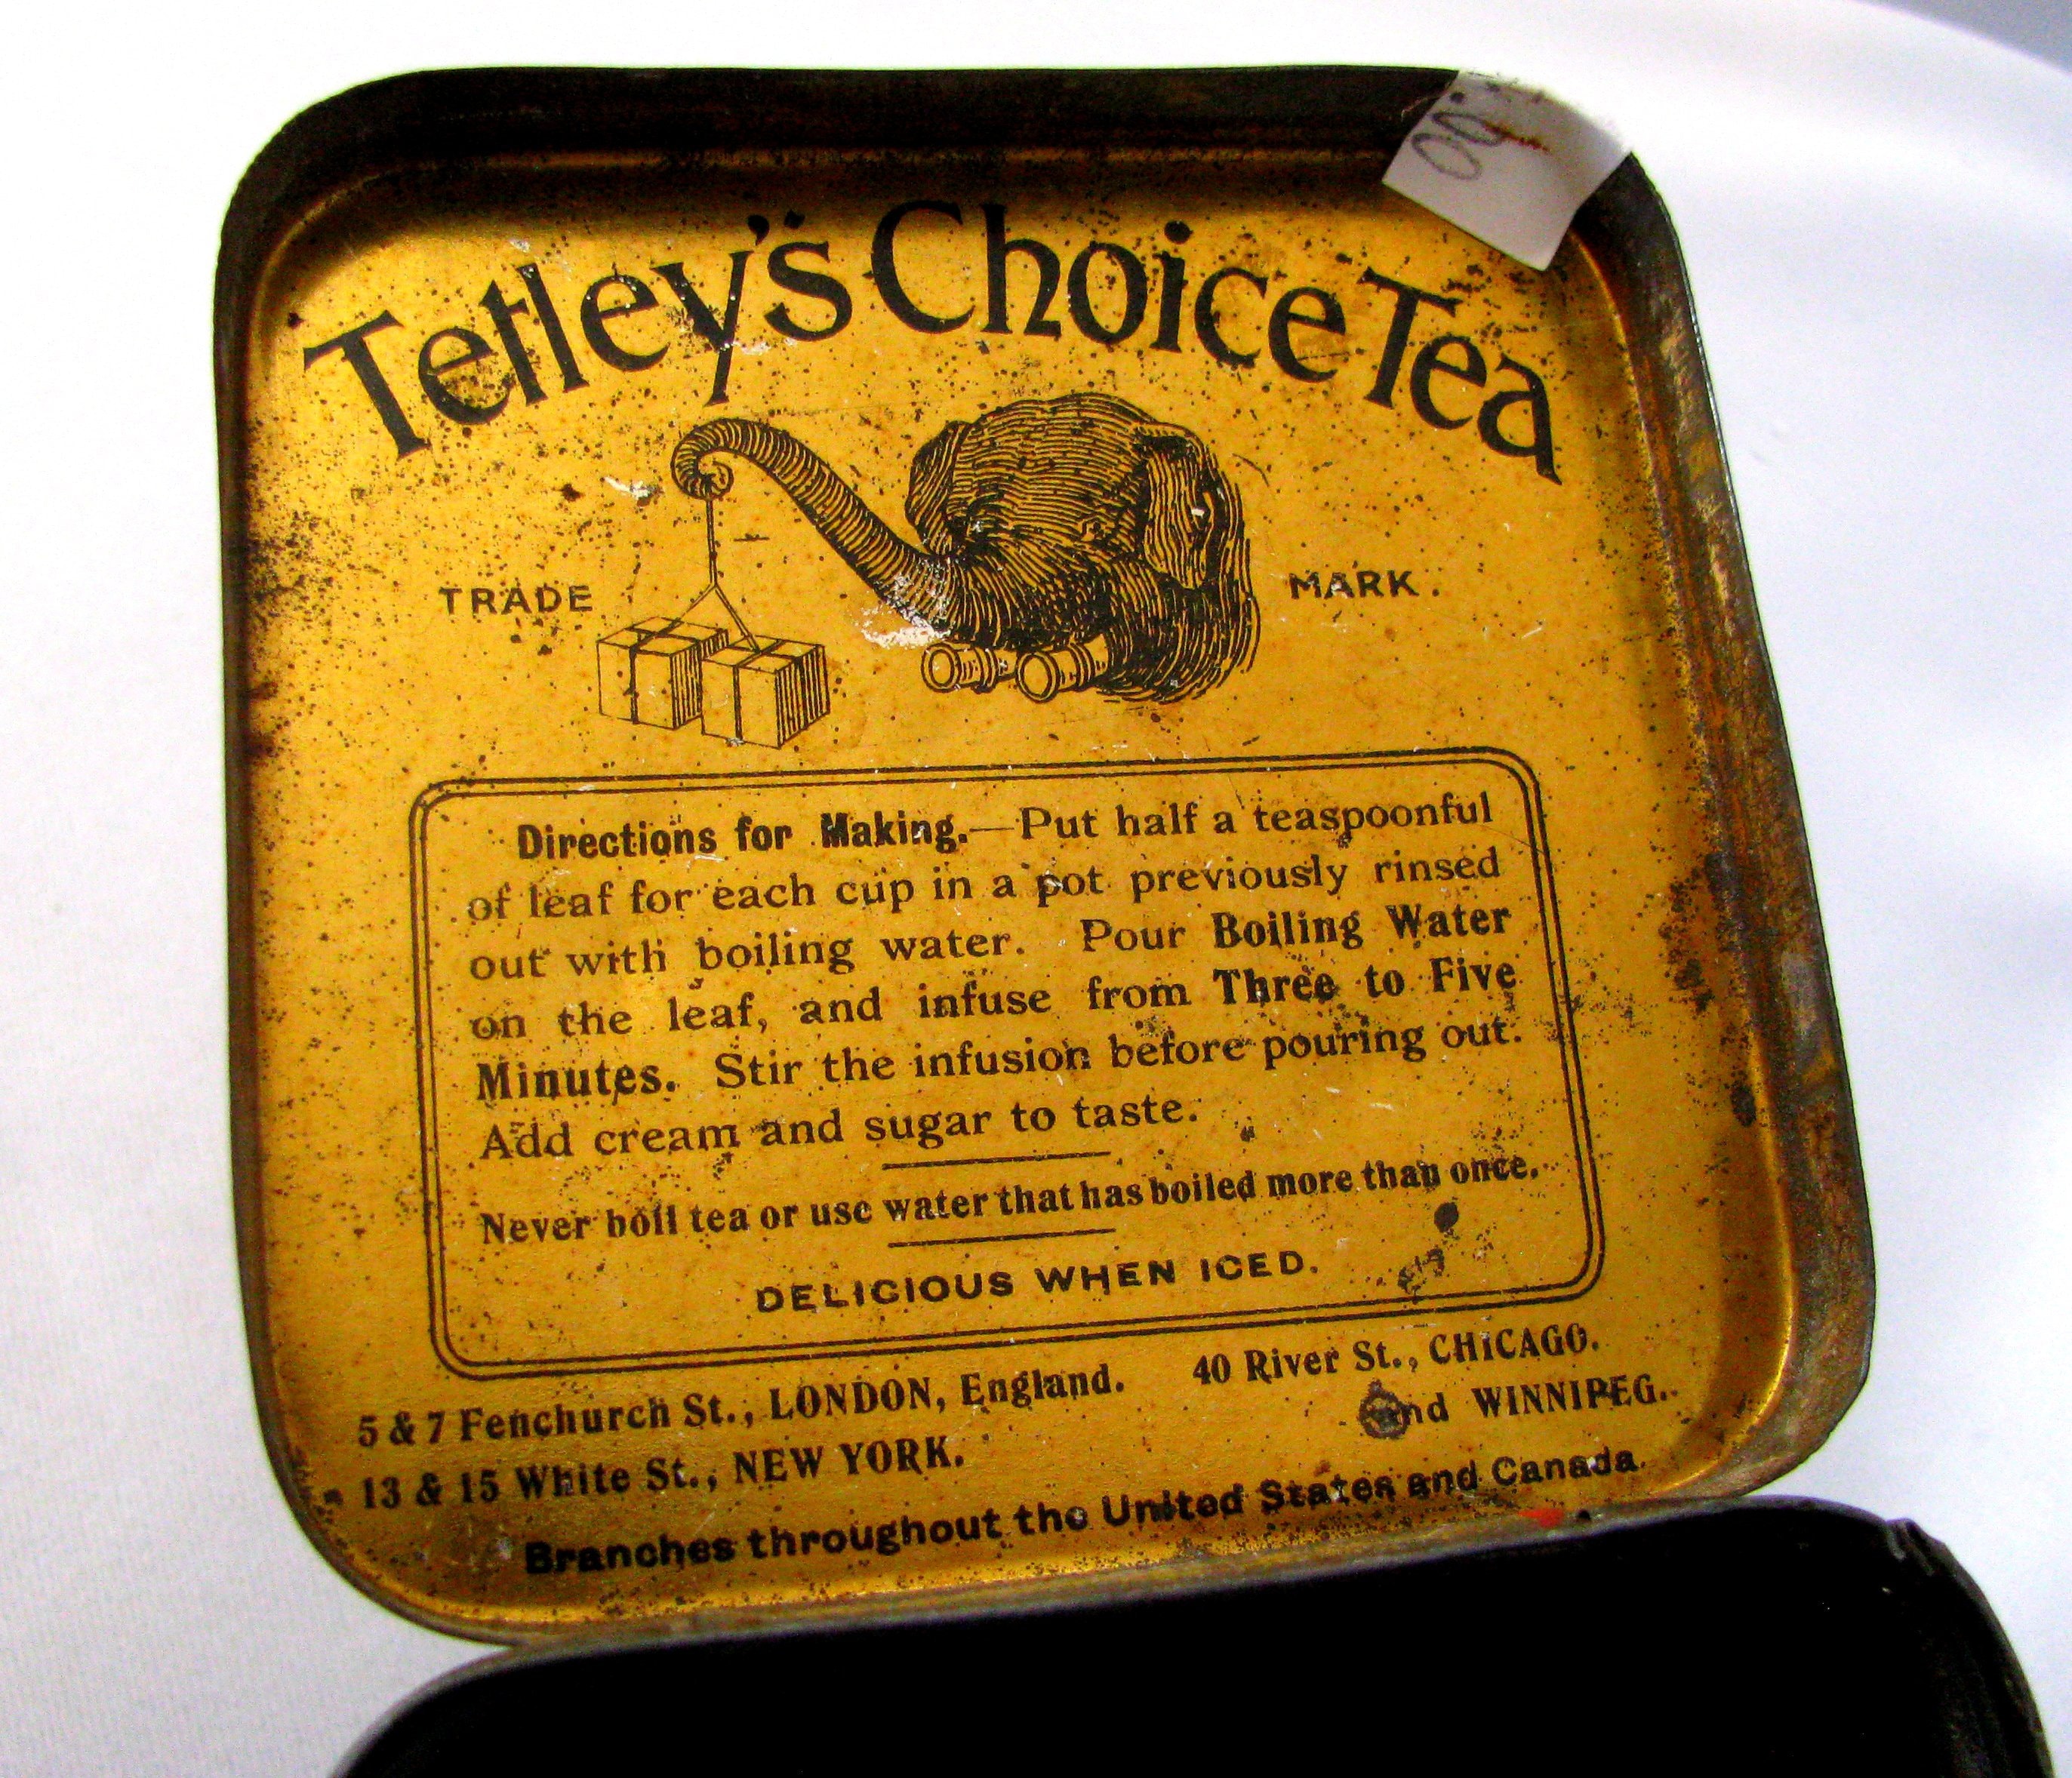 Tetley's Choice Tea
TRADE MARK.
Directions for Making.—Put half a teaspoonful
of leaf for each cup in a pot previously rinsed
out with boiling water. Pour Boiling Water
on the leaf, and infuse from Three to Five
Minutes. Stir the infusion before pouring out.
Add cream and sugar to taste.
Never boil tea or use water that has boiled more than once.
DELICIOUS WHEN ICED.
5 & 7 Fenchurch St., LONDON, England. 40 River St., CHICAGO.
13 & 15 White St., NEW YORK. and WINNIPEG.
Branches throughout the United States and Canada.